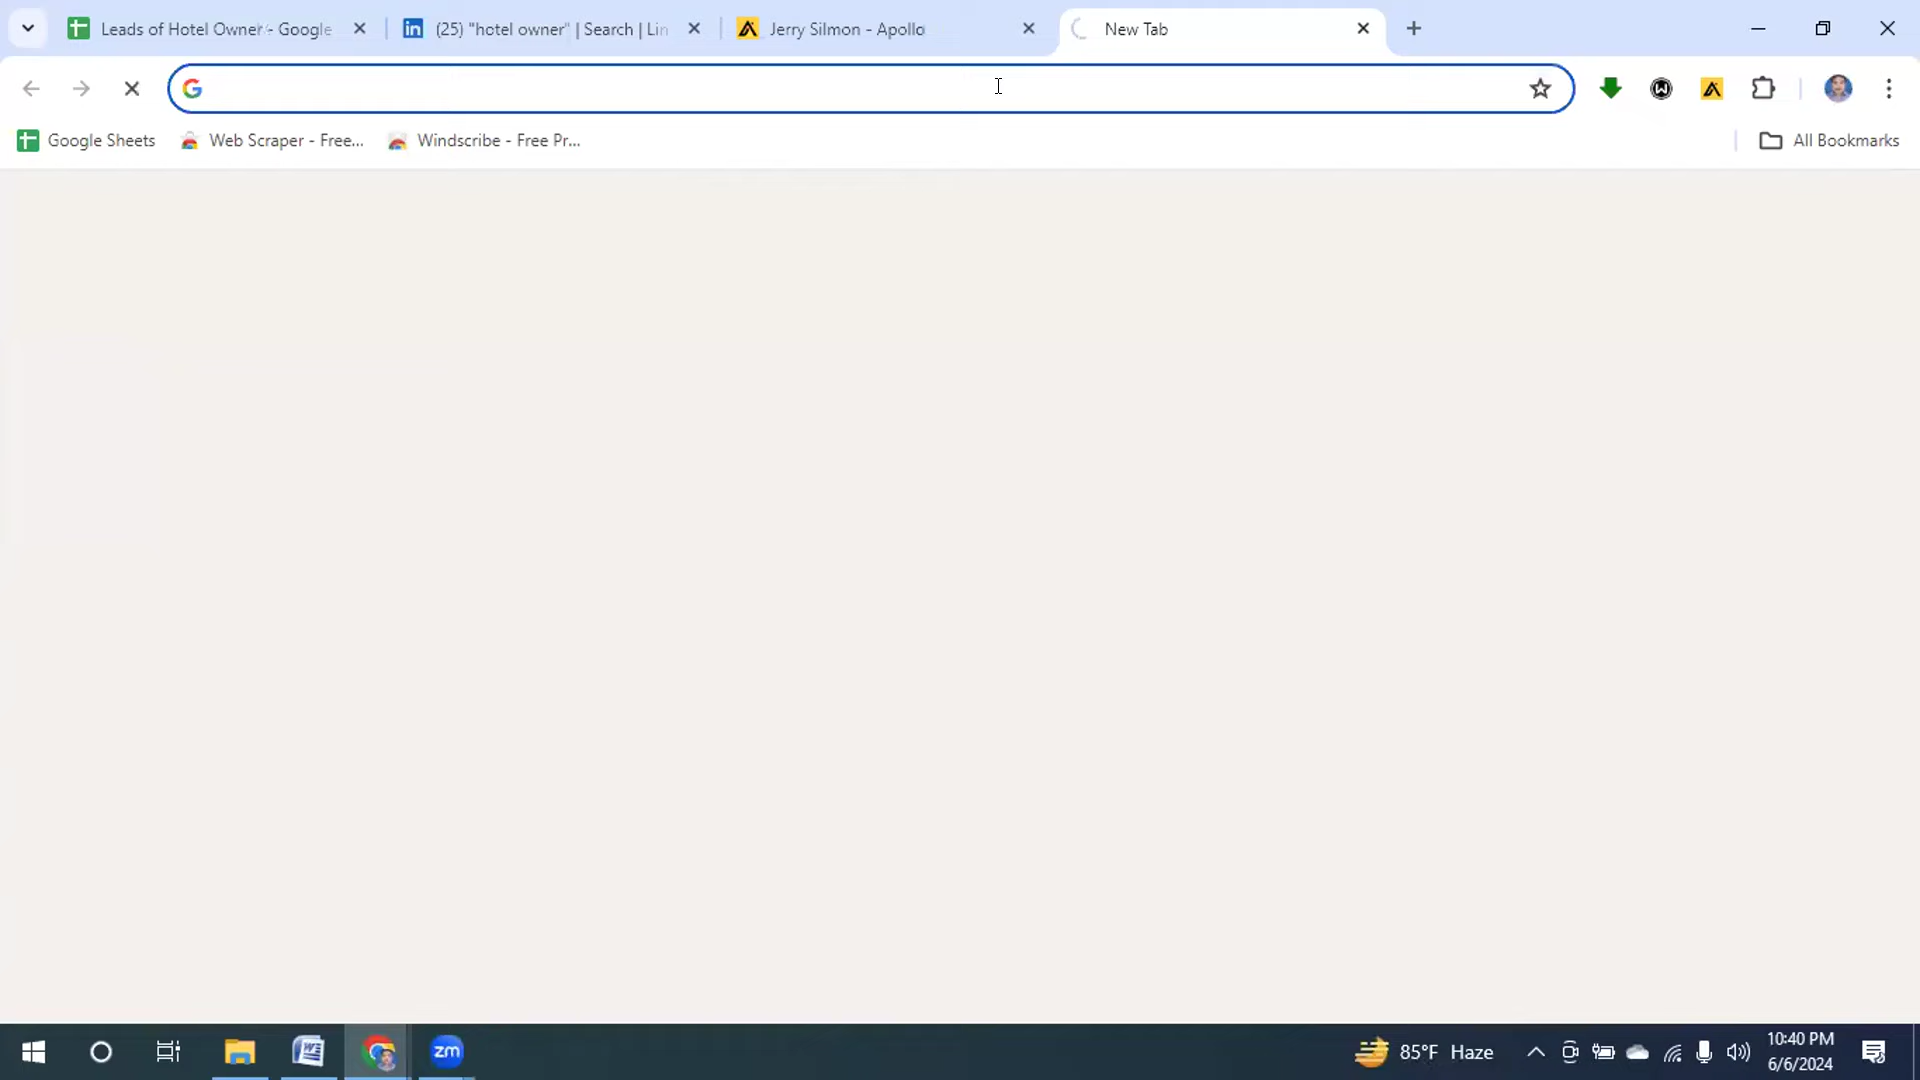 Leads of Hotel Owner - Google
(25) "hotel owner" | Search | Lin
Jerry Silmon - Apollo
New Tab
Google Sheets
Web Scraper - Free...
Windscribe - Free Pr...
All Bookmarks
zm
85°F Haze
10:40 PM
6/6/2024